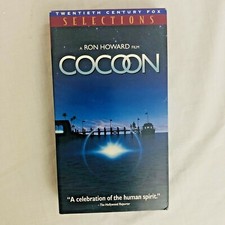 TWENTIETH CENTURY FOX
SELECTIONS
A RON HOWARD FILM
COCOON
"A celebration of the human spirit."
The Hollywood Reporter